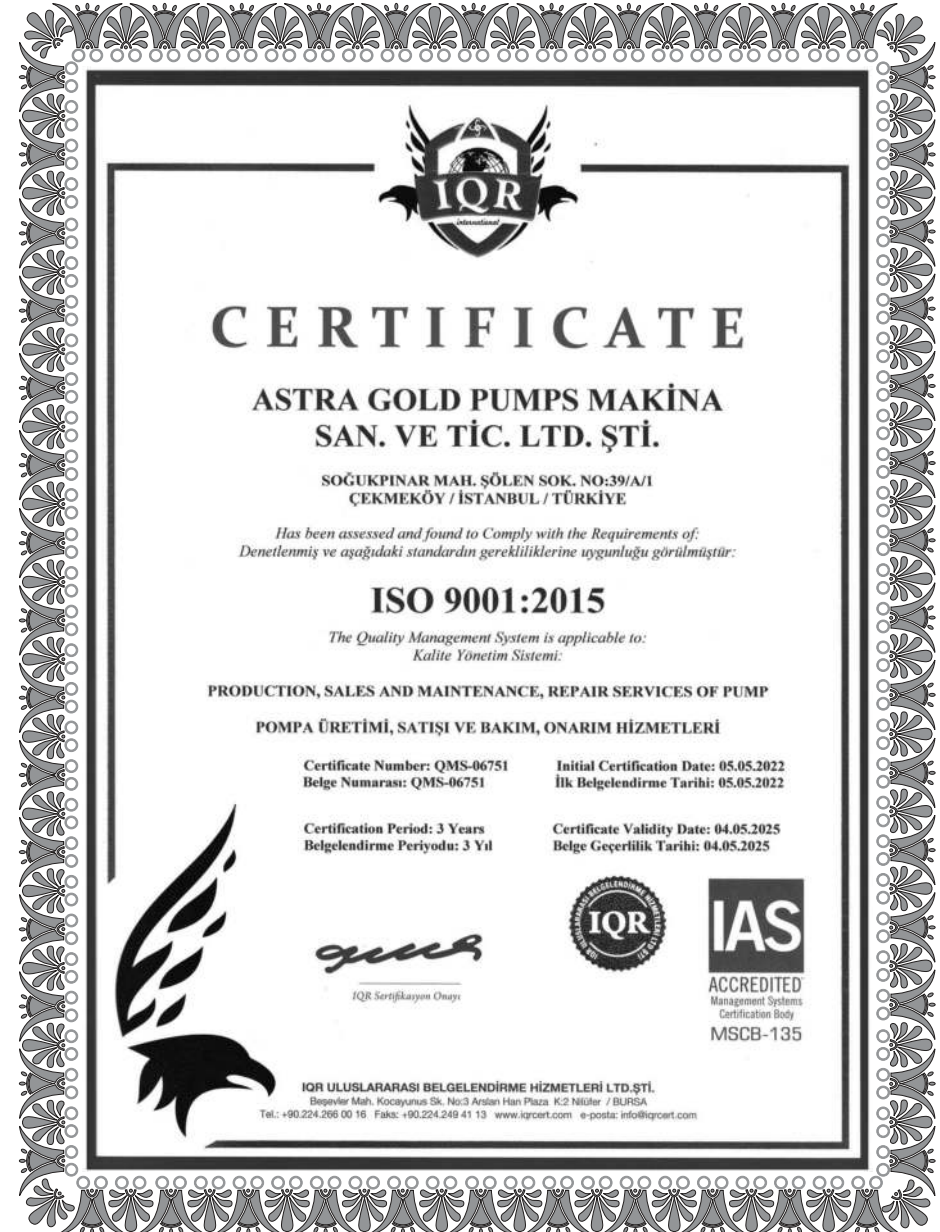 IQR
international
CERTIFICATE
ASTRA GOLD PUMPS MAKİNA
SAN. VE TİC. LTD. ŞTİ.
SOĞUKPINAR MAH. ŞÖLEN SOK. NO:39/A/1
ÇEKMEKÖY / İSTANBUL / TÜRKİYE
Has been assessed and found to Comply with the Requirements of:
Denetlenmiş ve aşağıdaki standardın gerekliliklerine uygunluğu görülmüştür:
ISO 9001:2015
The Quality Management System is applicable to:
Kalite Yönetim Sistemi:
PRODUCTION, SALES AND MAINTENANCE, REPAIR SERVICES OF PUMP
POMPA ÜRETİMİ, SATIŞI VE BAKIM, ONARIM HİZMETLERİ
Certificate Number: QMS-06751
Belge Numarası: QMS-06751
Initial Certification Date: 05.05.2022
İlk Belgelendirme Tarihi: 05.05.2022
Certification Period: 3 Years
Belgelendirme Periyodu: 3 Yıl
Certificate Validity Date: 04.05.2025
Belge Geçerlilik Tarihi: 04.05.2025
IQR Sertifikasyon Onayı
IQR ULUSLARARASI BELGELENDİRME HİZMETLERİ LTD ŞTİ
IQR
IAS
ACCREDITED
Management Systems
Certification Body
MSCB-135
IQR ULUSLARARASI BELGELENDİRME HİZMETLERİ LTD.ŞTİ.
Beşevler Mah. Kocayunus Sk. No:3 Arslan Han Plaza K:2 Nilüfer / BURSA
Tel.: +90.224.266 00 16 Faks: +90.224.249 41 13 www.iqrcert.com e-posta: info@iqrcert.com